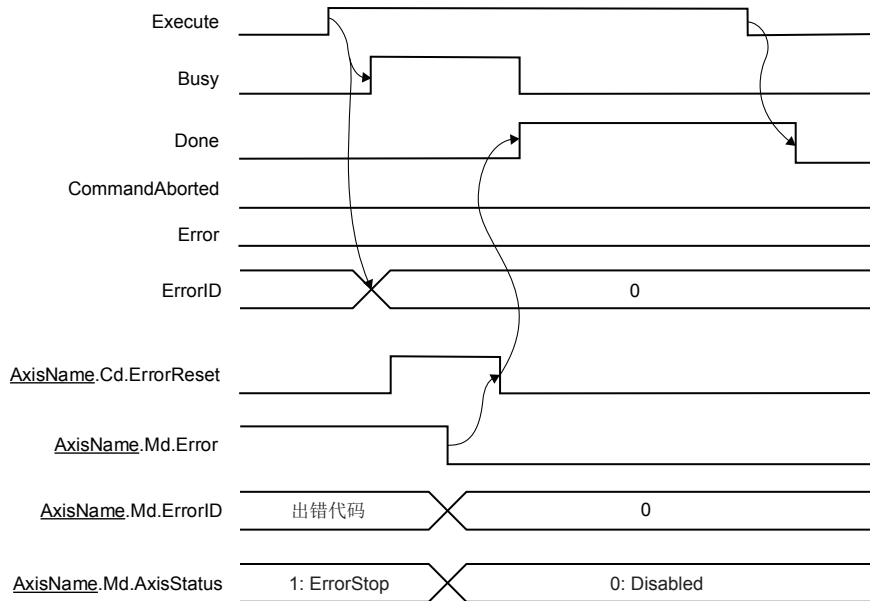 Execute
Busy
Done
CommandAborted
Error
ErrorID
0
AxisName.Cd.ErrorReset
AxisName.Md.Error
AxisName.Md.ErrorID
出错代码
0
AxisName.Md.AxisStatus
1: ErrorStop
0: Disabled